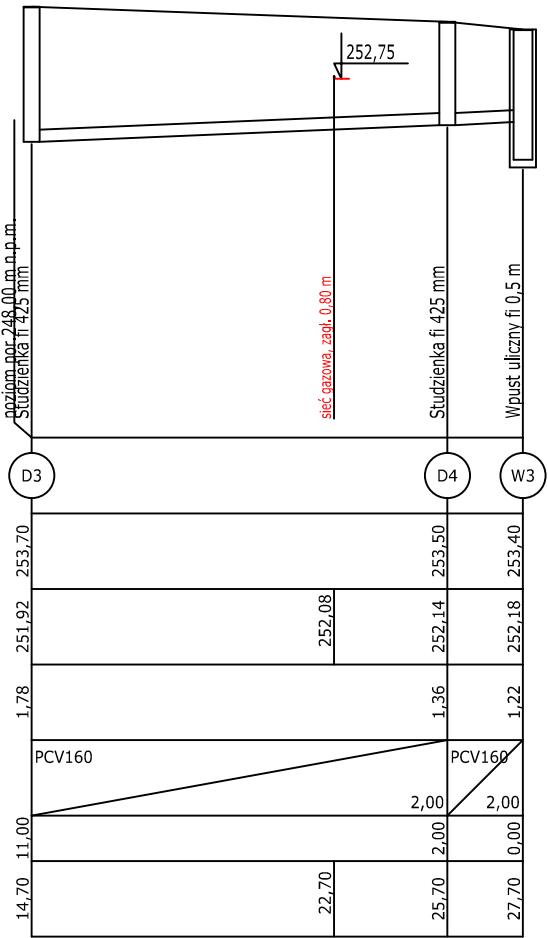 252,75
poziom por.248,00 m n.p.m.
Studzienka fi 425 mm
sieć gazowa, zagł. 0,80 m
Studzienka fi 425 mm
Wpust uliczny fi 0,5 m
D3
D4
W3
253,70
253,50
253,40
251,92
252,08
252,14
252,18
1,78
1,36
1,22
PCV160
PCV160
2,00
2,00
11,00
2,00
0,00
14,70
22,70
25,70
27,70